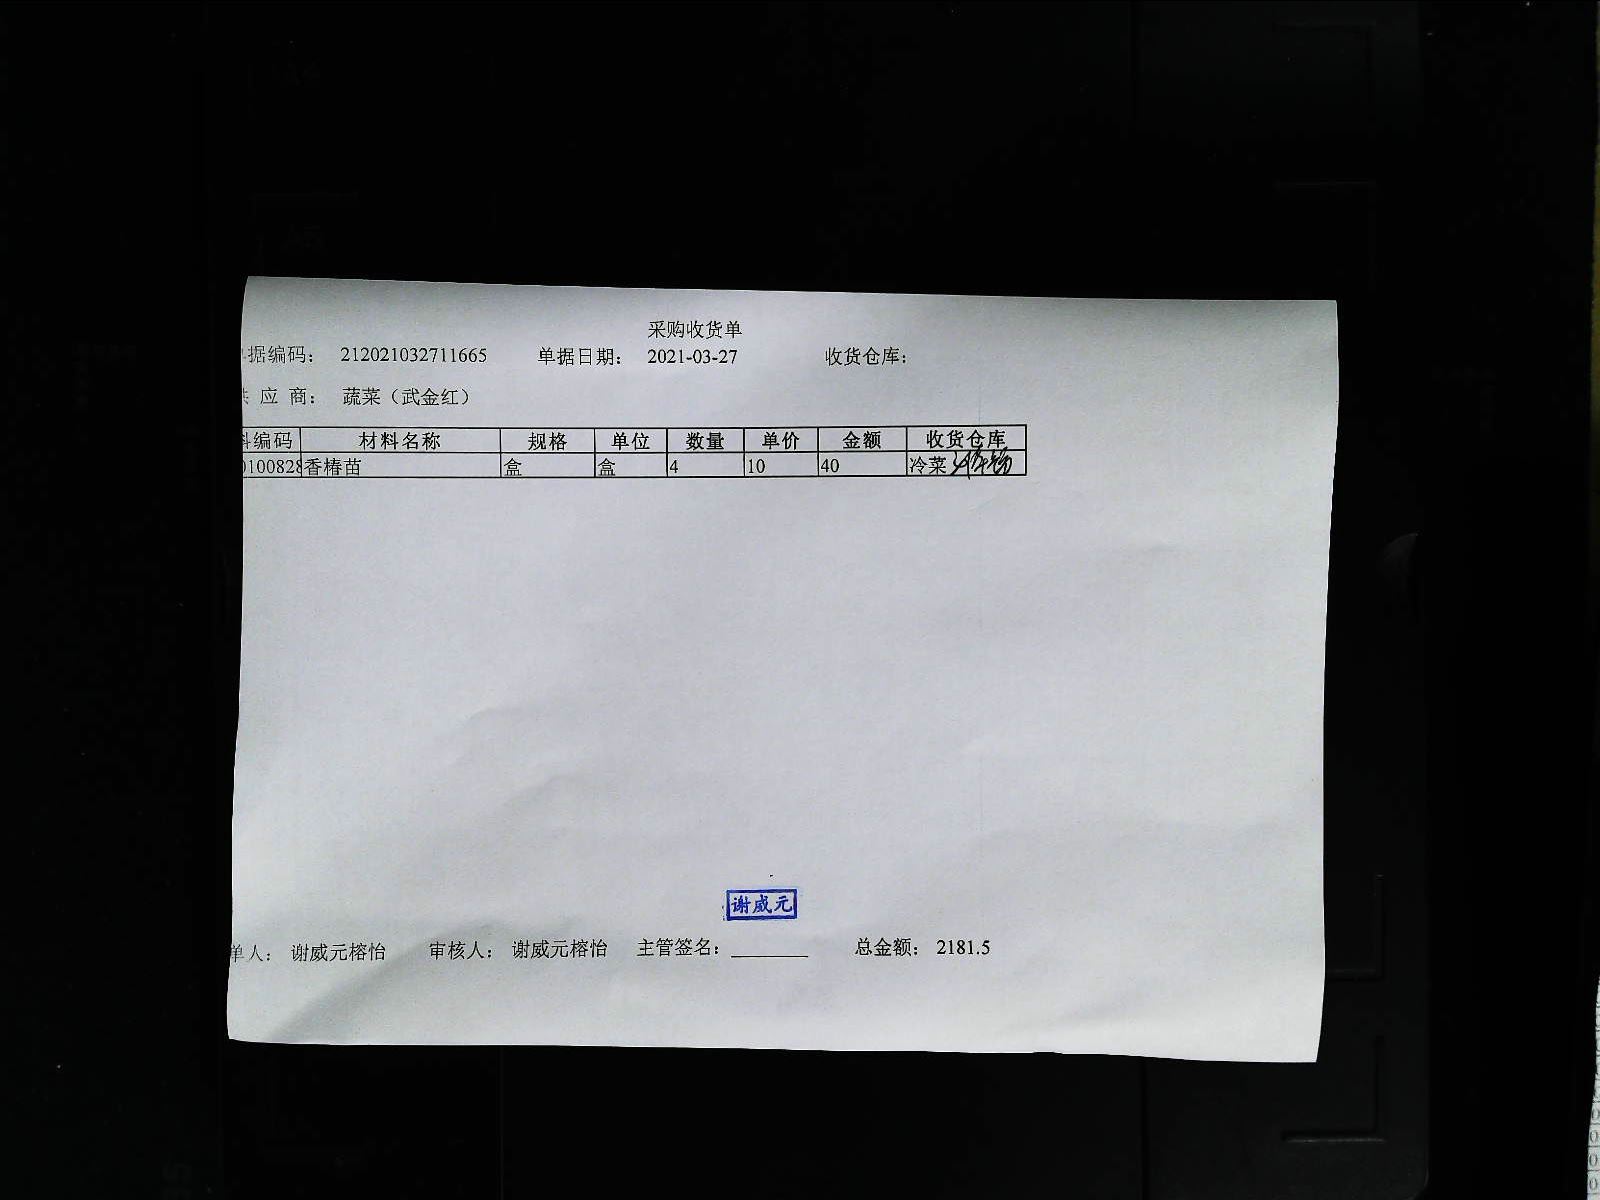 采购收货单
据编码： 212021032711665 单据日期： 2021-03-27 收货仓库：
应 商： 蔬菜（武金红）
编码 材料名称 规格 单位 数量 单价 金额 收货仓库
0100828 香椿苗 盒 盒 4 10 40 冷菜
谢威元
单人： 谢威元榕怡 审核人： 谢威元榕怡 主管签名：________ 总金额： 2181.5